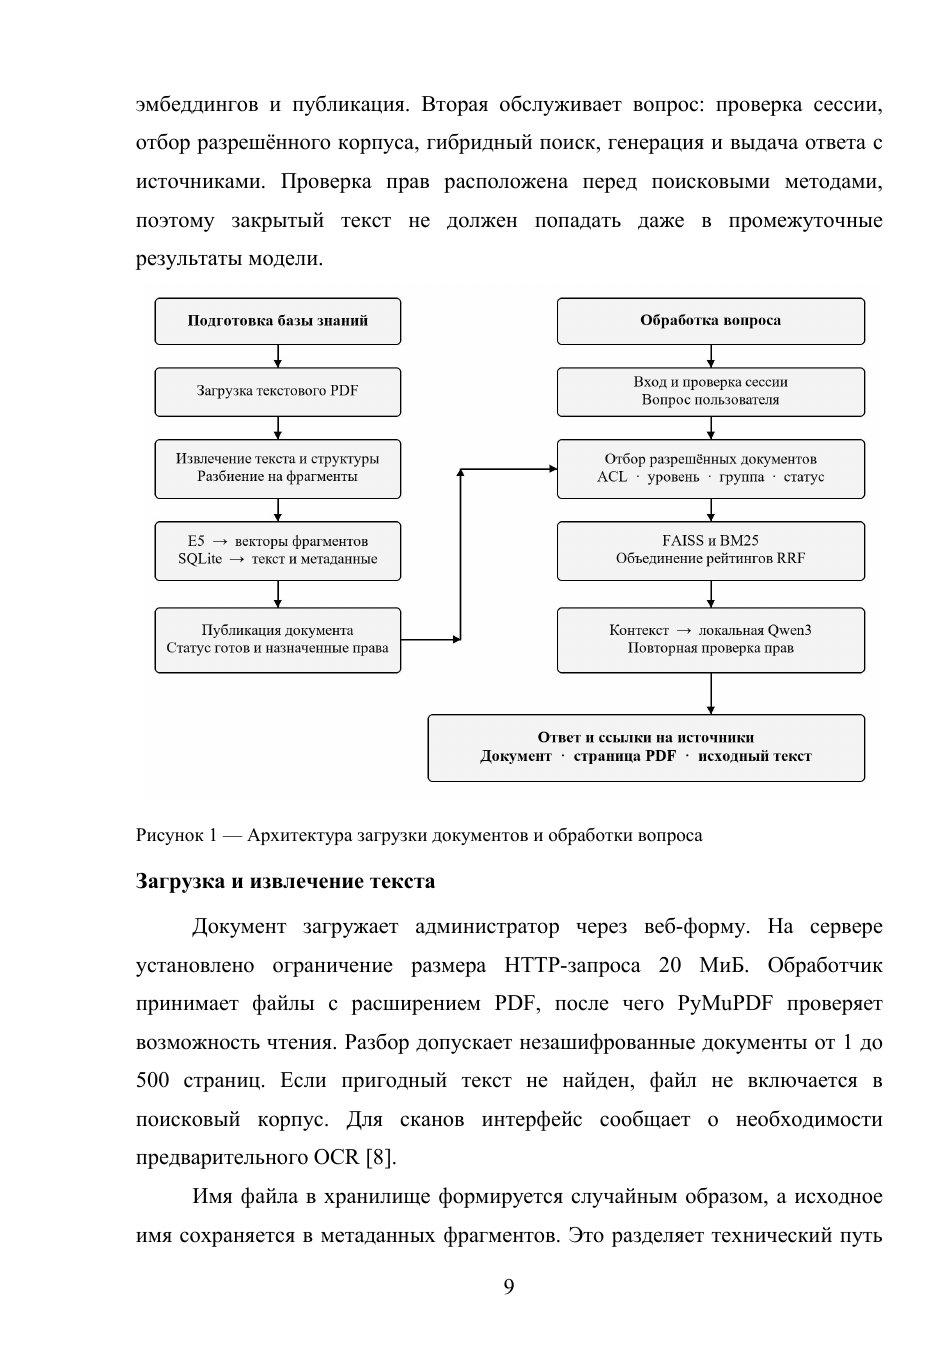 эмбеддингов и публикация. Вторая обслуживает вопрос: проверка сессии,
отбор разрешённого корпуса, гибридный поиск, генерация и выдача ответа с
источниками. Проверка прав расположена перед поисковыми методами,
поэтому закрытый текст не должен попадать даже в промежуточные
результаты модели.
Подготовка базы знаний
Загрузка текстового PDF
Извлечение текста и структуры
Разбиение на фрагменты
E5 → векторы фрагментов
SQLite → текст и метаданные
Публикация документа
Статус готов и назначенные права
Обработка вопроса
Вход и проверка сессии
Вопрос пользователя
Отбор разрешённых документов
ACL · уровень · группа · статус
FAISS и BM25
Объединение рейтингов RRF
Контекст → локальная Qwen3
Повторная проверка прав
Ответ и ссылки на источники
Документ · страница PDF · исходный текст
Рисунок 1 — Архитектура загрузки документов и обработки вопроса
Загрузка и извлечение текста
Документ загружает администратор через веб-форму. На сервере
установлено ограничение размера HTTP-запроса 20 МиБ. Обработчик
принимает файлы с расширением PDF, после чего PyMuPDF проверяет
возможность чтения. Разбор допускает незашифрованные документы от 1 до
500 страниц. Если пригодный текст не найден, файл не включается в
поисковый корпус. Для сканов интерфейс сообщает о необходимости
предварительного OCR [8].
Имя файла в хранилище формируется случайным образом, а исходное
имя сохраняется в метаданных фрагментов. Это разделяет технический путь
9